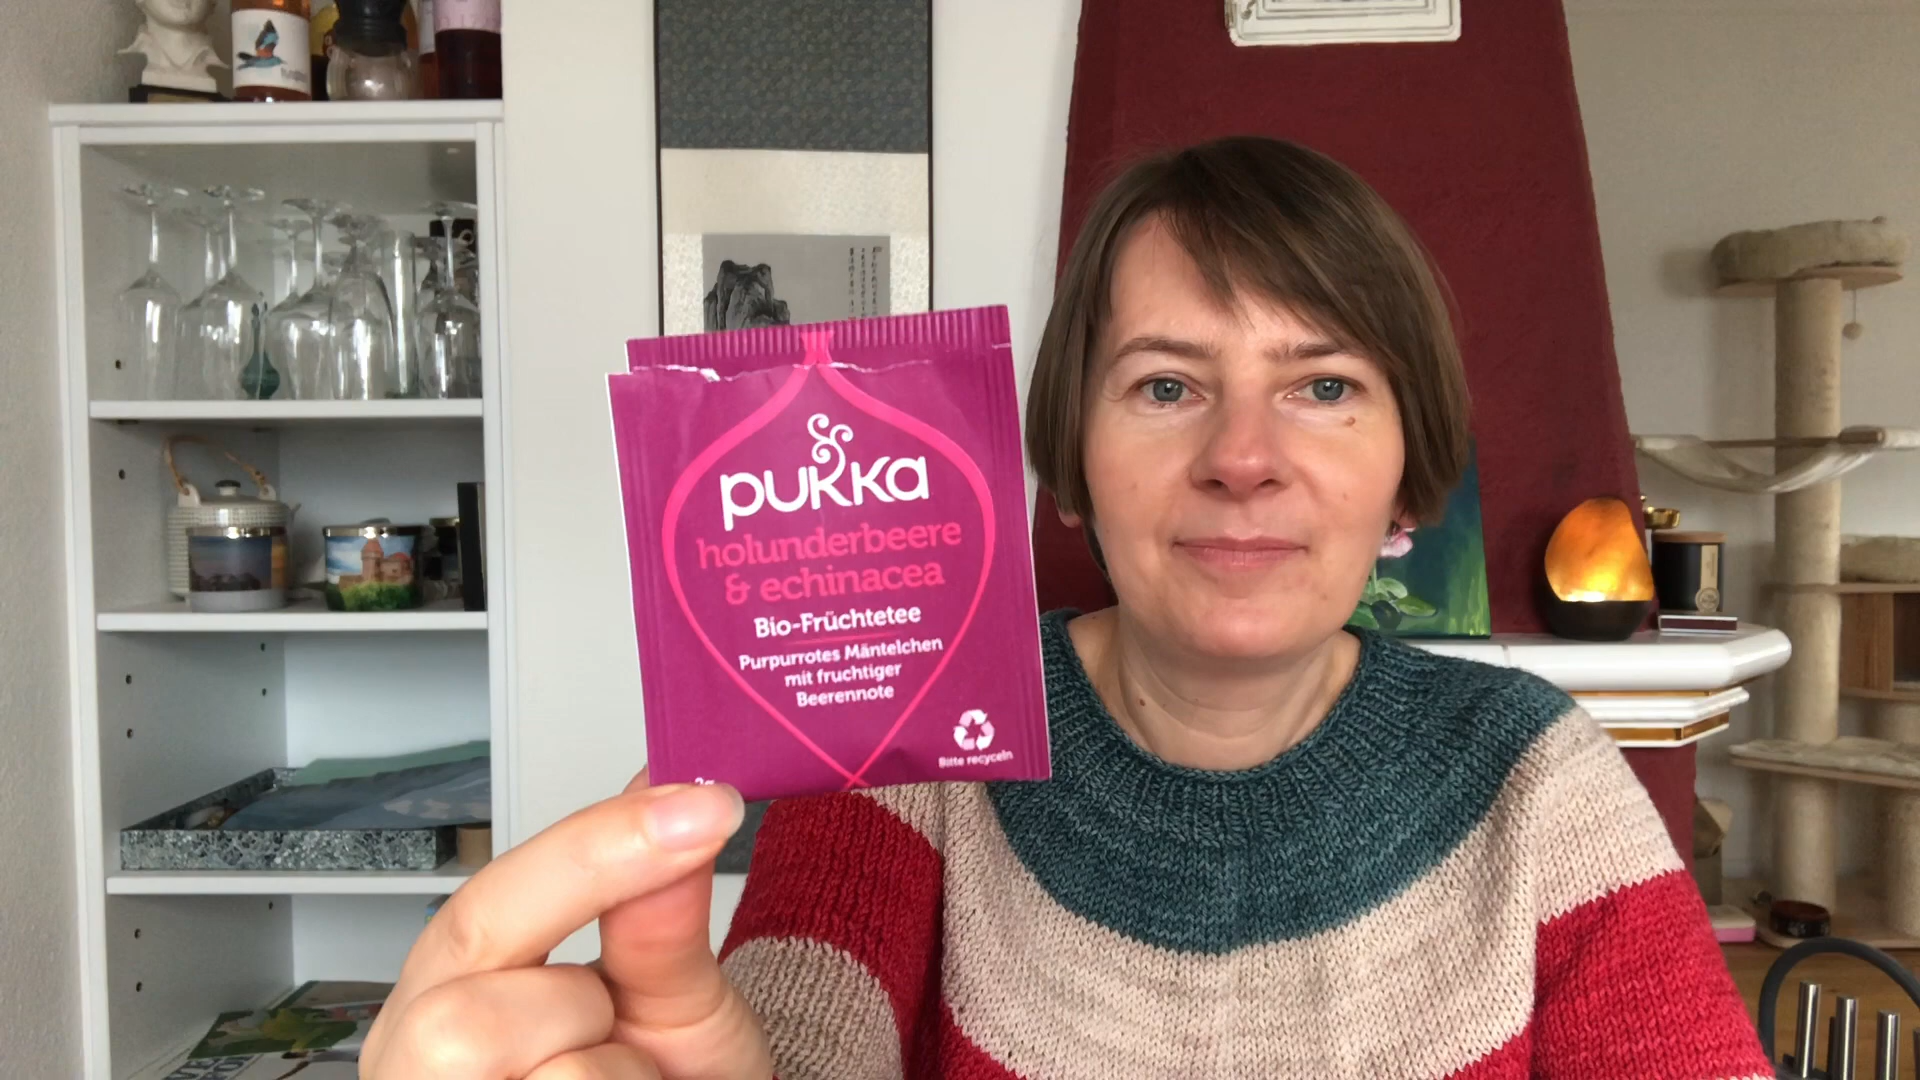 pukka
holunderbeere
& echinacea
Bio-Früchtetee
Purpurrotes Mäntelchen
mit fruchtiger
Beerennote
Bitte recyceln